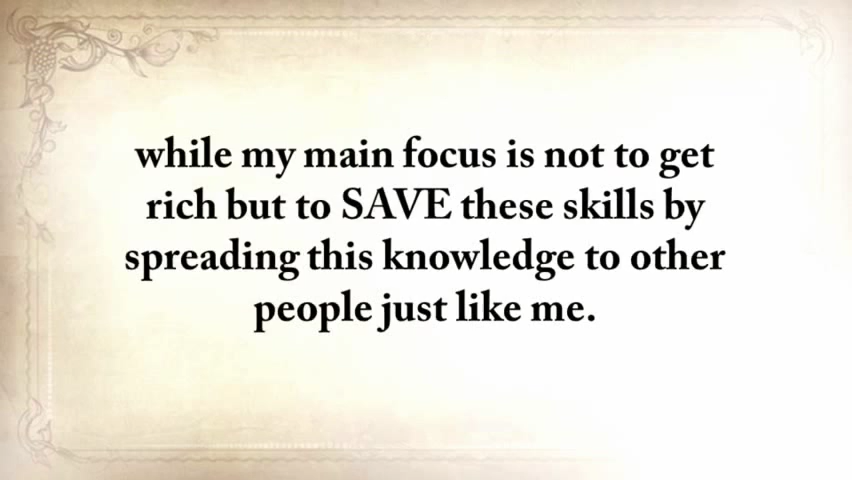 while my main focus is not to get
rich but to SAVE these skills by
spreading this knowledge to other
people just like me.